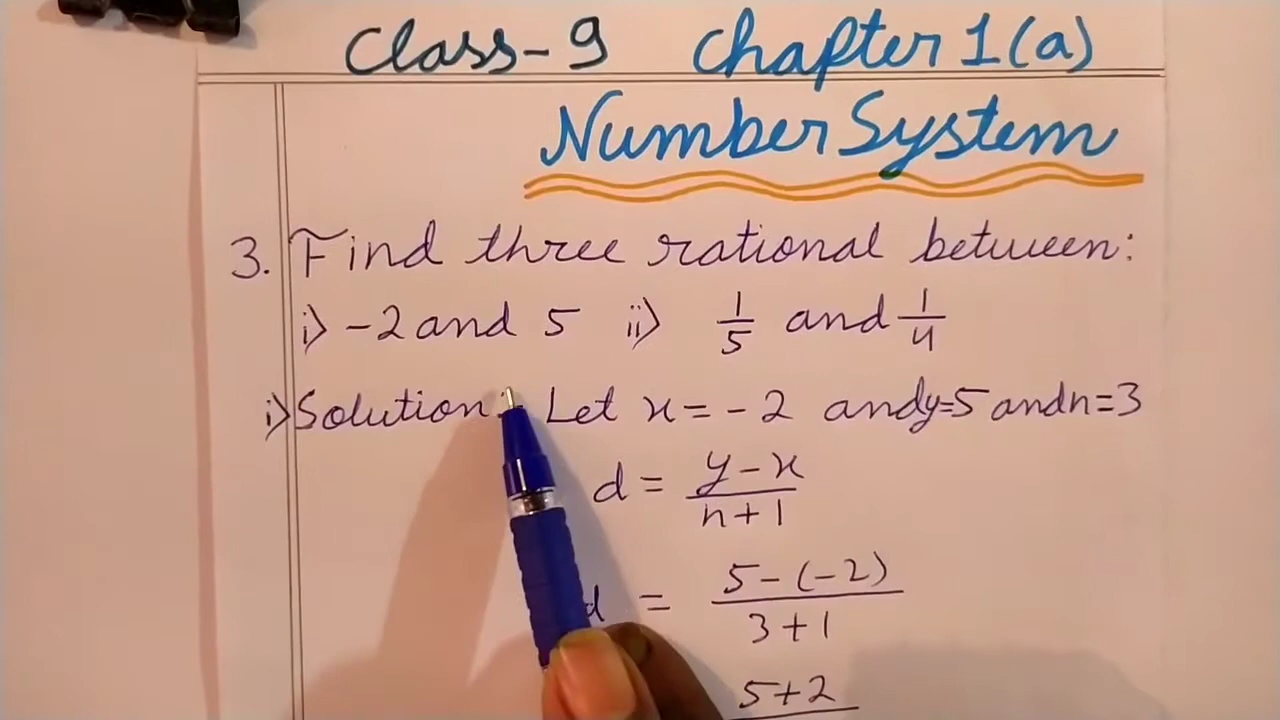 Class-9 Chapter 1(a)
Number System
3. Find three rational between:
i) -2 and 5 ii) 1/5 and 1/4
i) Solution:- Let x = -2 and y=5 and n=3
d = y-x / n+1
d = 5-(-2) / 3+1
5+2